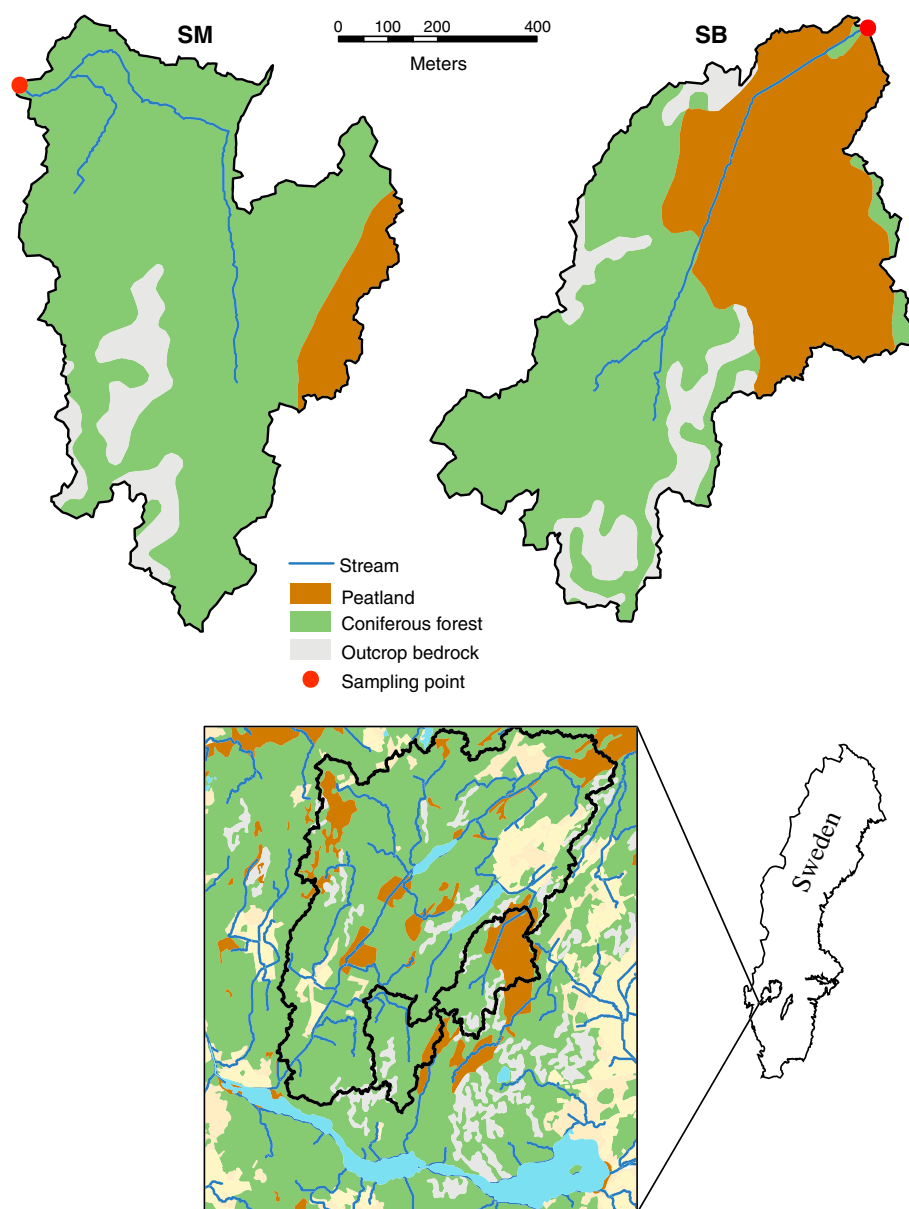 SM
SB
0 100 200 400
Meters
Stream
Peatland
Coniferous forest
Outcrop bedrock
Sampling point
Sweden